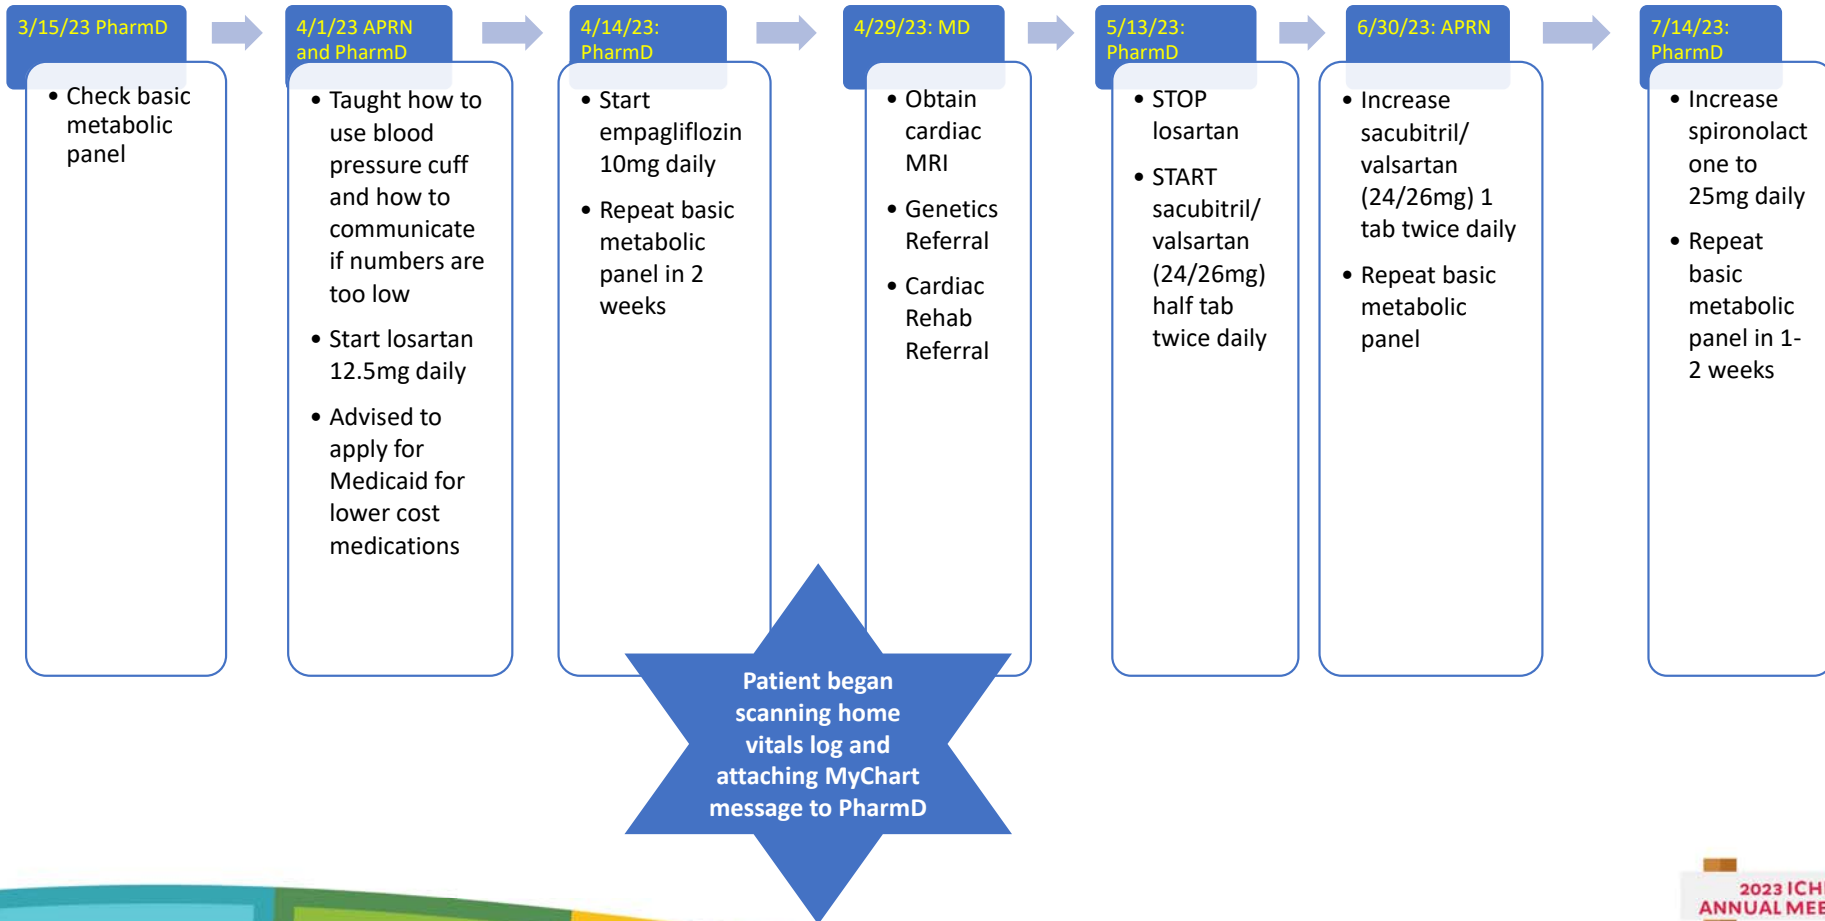 3/15/23 PharmD
• Check basic
metabolic
panel
4/1/23 APRN
and PharmD
• Taught how to
use blood
pressure cuff
and how to
communicate
if numbers are
too low
• Start losartan
12.5mg daily
• Advised to
apply for
Medicaid for
lower cost
medications
4/14/23:
PharmD
• Start
empagliflozin
10mg daily
• Repeat basic
metabolic
panel in 2
weeks
4/29/23: MD
• Obtain
cardiac
MRI
• Genetics
Referral
• Cardiac
Rehab
Referral
5/13/23:
PharmD
• STOP
losartan
• START
sacubitril/
valsartan
(24/26mg)
half tab
twice daily
6/30/23: APRN
• Increase
sacubitril/
valsartan
(24/26mg) 1
tab twice daily
• Repeat basic
metabolic
panel
7/14/23:
PharmD
• Increase
spironolact
one to
25mg daily
• Repeat
basic
metabolic
panel in 1-
2 weeks
Patient began
scanning home
vitals log and
attaching MyChart
message to PharmD
2023 ICH
ANNUAL MEE